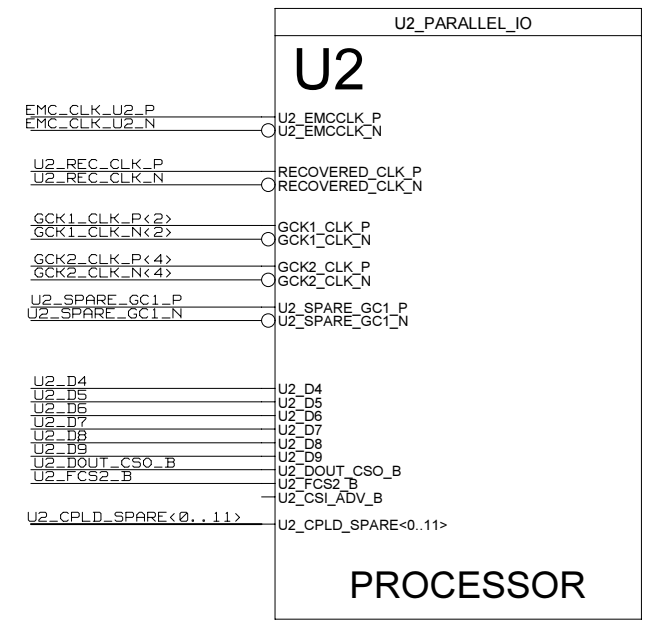 U2_PARALLEL_IO
U2
EMC_CLK_U2_P
U2_EMCCLK_P
EMC_CLK_U2_N
U2_EMCCLK_N
U2_REC_CLK_P
RECOVERED_CLK_P
U2_REC_CLK_N
RECOVERED_CLK_N
GCK1_CLK_P<2>
GCK1_CLK_P
GCK1_CLK_N<2>
GCK1_CLK_N
GCK2_CLK_P<4>
GCK2_CLK_P
GCK2_CLK_N<4>
GCK2_CLK_N
U2_SPARE_GC1_P
U2_SPARE_GC1_P
U2_SPARE_GC1_N
U2_SPARE_GC1_N
U2_D4
U2_D4
U2_D5
U2_D5
U2_D6
U2_D6
U2_D7
U2_D7
U2_D8
U2_D8
U2_D9
U2_D9
U2_DOUT_CSO_B
U2_DOUT_CSO_B
U2_FCS2_B
U2_FCS2_B
U2_CSI_ADV_B
U2_CPLD_SPARE<0..11>
U2_CPLD_SPARE<0..11>
PROCESSOR